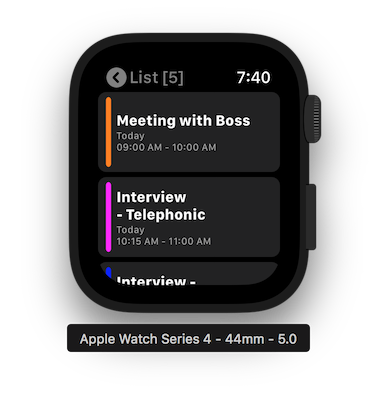 List [5] 7:40
Meeting with Boss
Today
09:00 AM - 10:00 AM
Interview
- Telephonic
Today
10:15 AM - 11:00 AM
Interview -
Apple Watch Series 4 - 44mm - 5.0